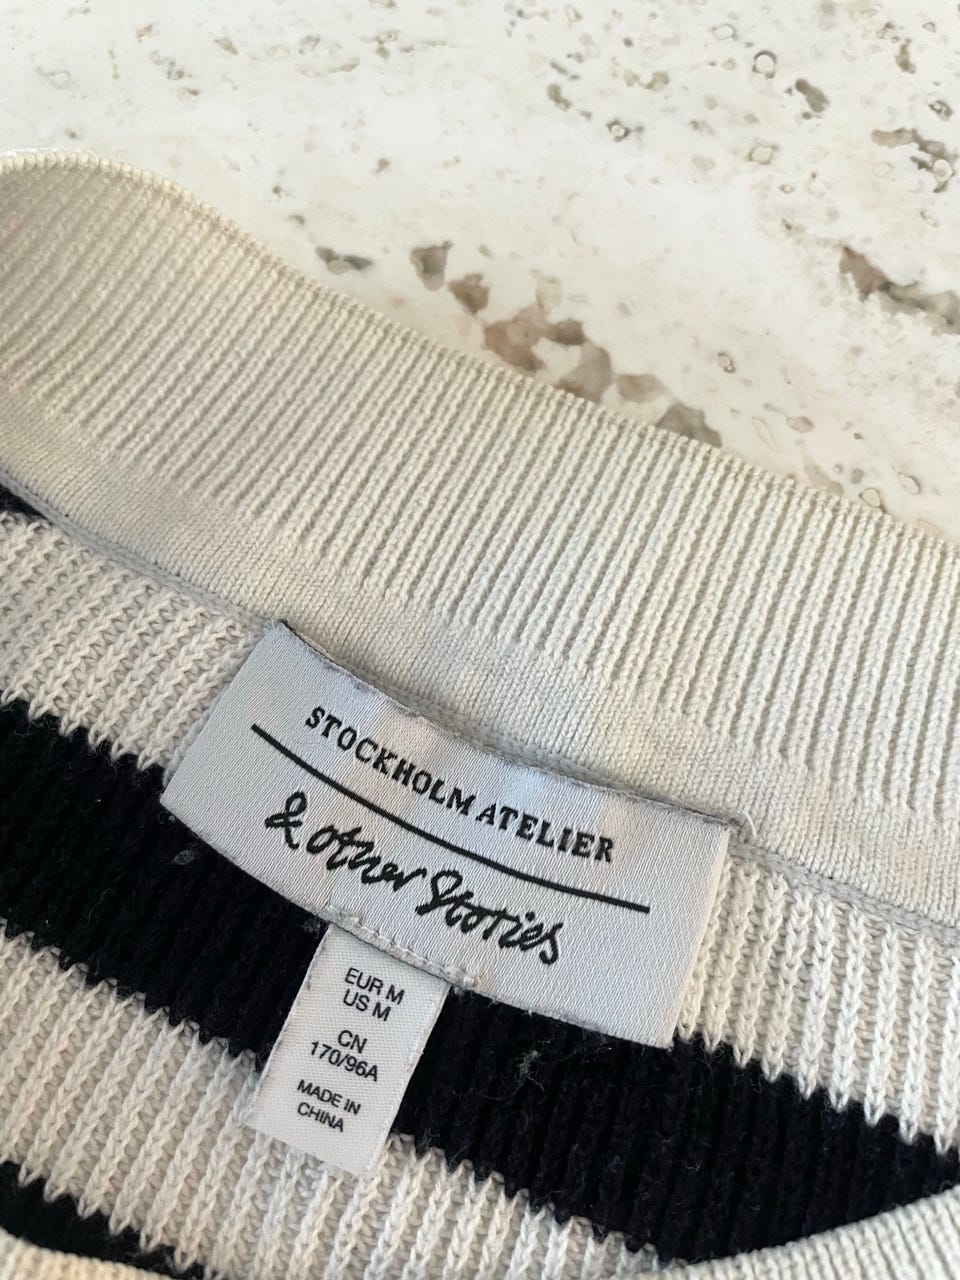 STOCKHOLM ATELIER
& other Stories
EUR M
US M
CN
170/96A
MADE IN
CHINA